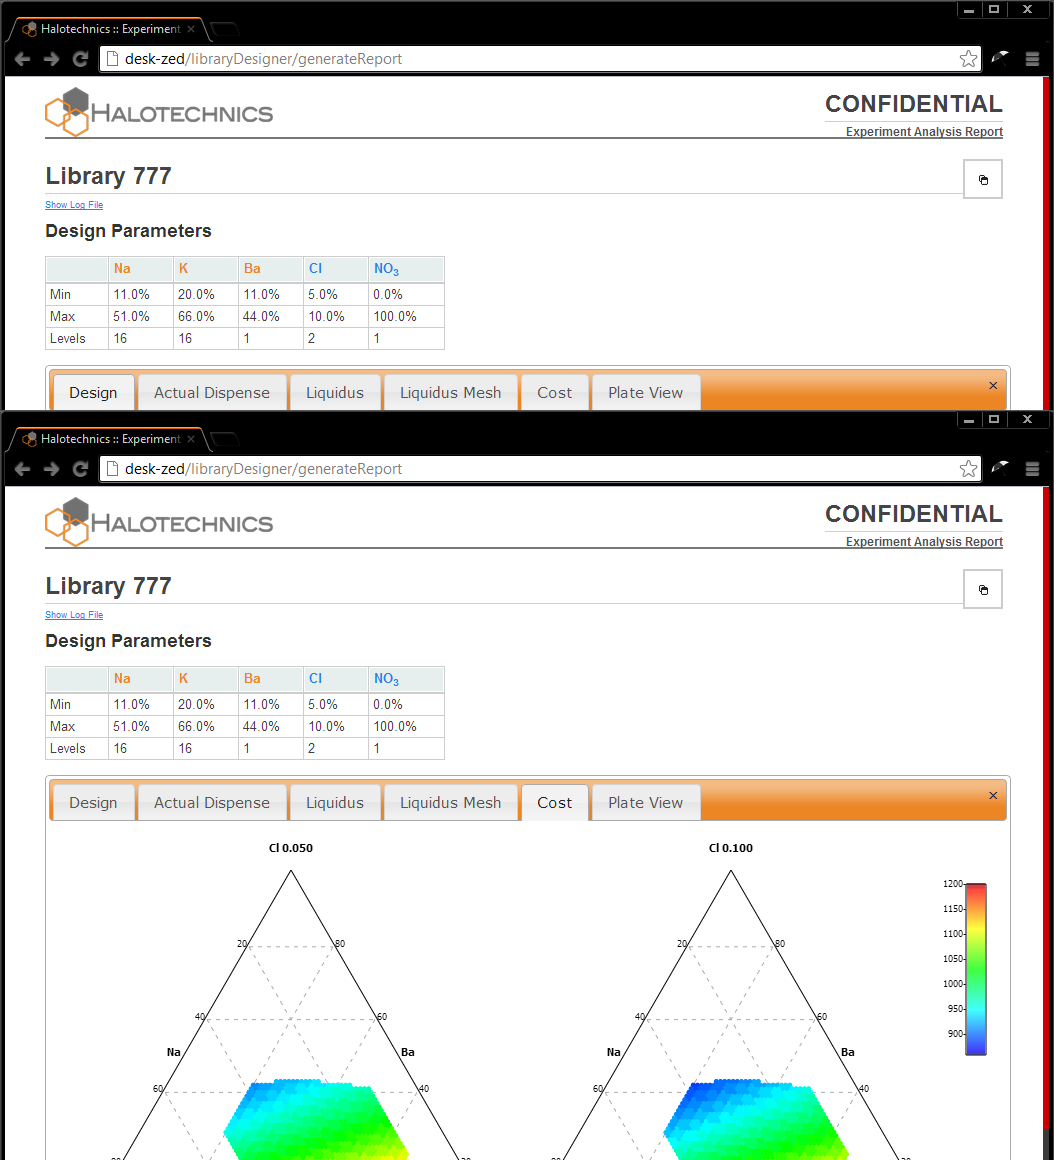 Halotechnics :: Experiment
desk-zed/libraryDesigner/generateReport
HALOTECHNICS
CONFIDENTIAL
Experiment Analysis Report
Library 777
Show Log File
Design Parameters
Na K Ba Cl NO3
Min 11.0% 20.0% 11.0% 5.0% 0.0%
Max 51.0% 66.0% 44.0% 10.0% 100.0%
Levels 16 16 1 2 1
Design Actual Dispense Liquidus Liquidus Mesh Cost Plate View
Halotechnics :: Experiment
desk-zed/libraryDesigner/generateReport
HALOTECHNICS
CONFIDENTIAL
Experiment Analysis Report
Library 777
Show Log File
Design Parameters
Na K Ba Cl NO3
Min 11.0% 20.0% 11.0% 5.0% 0.0%
Max 51.0% 66.0% 44.0% 10.0% 100.0%
Levels 16 16 1 2 1
Design Actual Dispense Liquidus Liquidus Mesh Cost Plate View
Cl 0.050 Cl 0.100
1200
1150
1100
20 80 20 80
1050
1000
40 60 40 60
950
900
Na Ba Na Ba
60 40 60 40